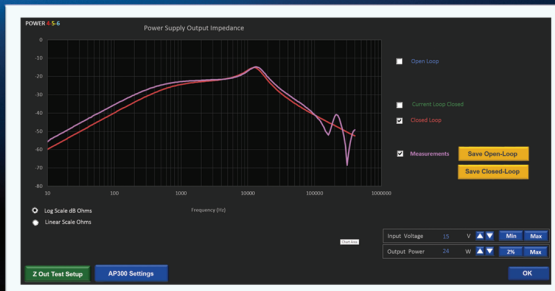 POWER 4-5-6
Power Supply Output Impedance
0
-10
-20
-30
-40
-50
-60
-70
-80
10 100 1000 10000 100000 1000000
Frequency (Hz)
Open Loop
Current Loop Closed
Closed Loop
Measurements
Save Open-Loop
Save Closed-Loop
Log Scale dB Ohms
Linear Scale Ohms
Input Voltage 15 V Min Max
Output Power 24 W 2% Max
Z Out Test Setup
AP300 Settings
OK